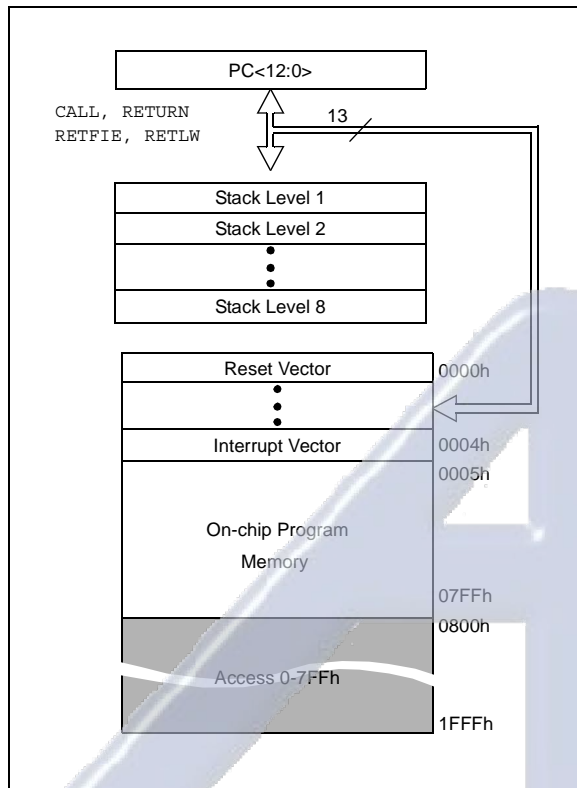 PC<12:0>
CALL, RETURN
RETFIE, RETLW
13
Stack Level 1
Stack Level 2
Stack Level 8
Reset Vector
0000h
Interrupt Vector
0004h
0005h
On-chip Program
Memory
07FFh
0800h
Access 0-7FFh
1FFFh